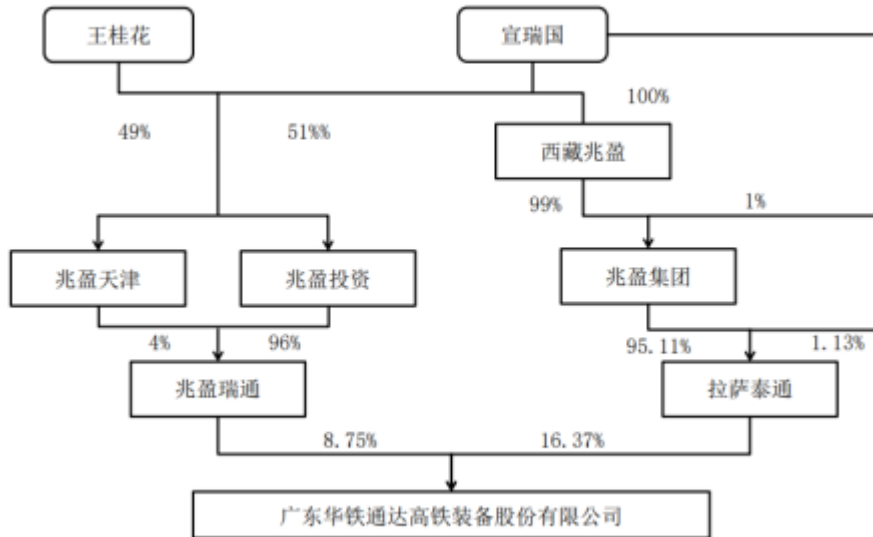 王桂花
宣瑞国
100%
49%
51%%
西藏兆盈
99%
1%
兆盈天津
兆盈投资
兆盈集团
4%
96%
95.11%
1.13%
兆盈瑞通
拉萨泰通
8.75%
16.37%
广东华铁通达高铁装备股份有限公司